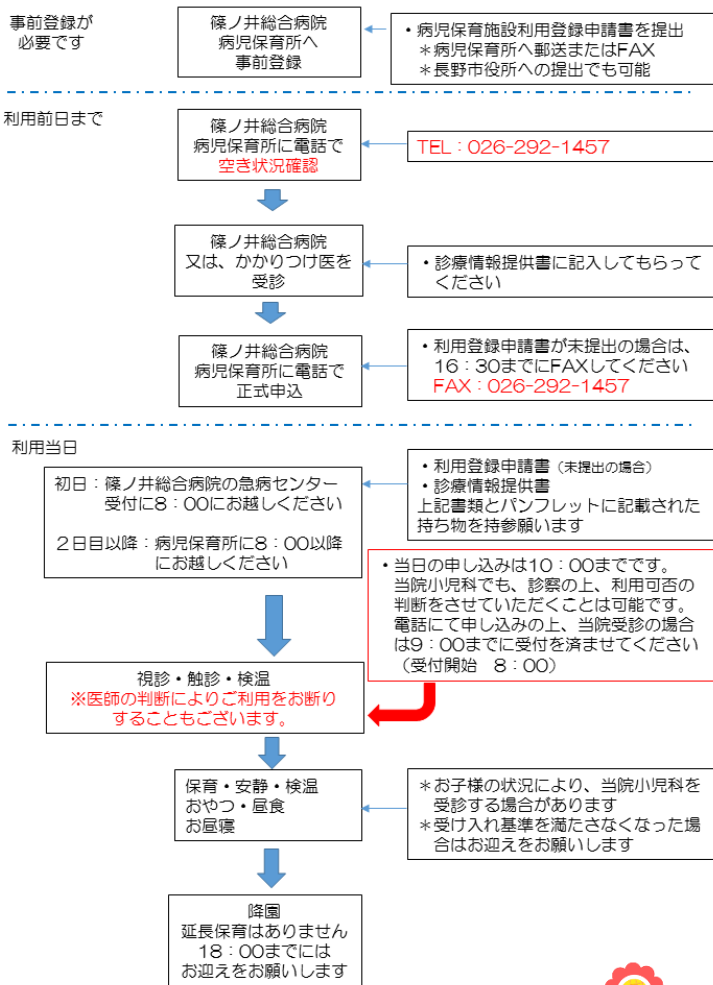 事前登録が
必要です
篠ノ井総合病院
病児保育所へ
事前登録
・病児保育施設利用登録申請書を提出
＊病児保育所へ郵送またはFAX
＊長野市役所への提出でも可能
利用前日まで
篠ノ井総合病院
病児保育所に電話で
空き状況確認
TEL：026-292-1457
篠ノ井総合病院
又は、かかりつけ医を
受診
・診療情報提供書に記入してもらって
ください
篠ノ井総合病院
病児保育所に電話で
正式申込
・利用登録申請書が未提出の場合は、
16：30までにFAXしてください
FAX：026-292-1457
利用当日
初日：篠ノ井総合病院の急病センター
受付に8：00にお越しください
2日目以降：病児保育所に8：00以降
にお越しください
・利用登録申請書（未提出の場合）
・診療情報提供書
上記書類とパンフレットに記載された
持ち物を持参願います
・当日の申し込みは10：00までです。
当院小児科でも、診察の上、利用可否の
判断をさせていただくことは可能です。
電話にて申し込みの上、当院受診の場合
は9：00までに受付を済ませてください
（受付開始　8：00）
視診・触診・検温
※医師の判断によりご利用をお断り
することもございます。
保育・安静・検温
おやつ・昼食
お昼寝
＊お子様の状況により、当院小児科を
受診する場合があります
＊受け入れ基準を満たさなくなった場
合はお迎えをお願いします
降園
延長保育はありません
18：00までには
お迎えをお願いします